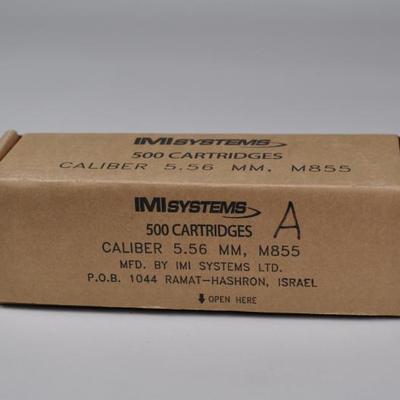 IMI SYSTEMS
500 CARTRIDGES
CALIBER 5.56 MM, M855
IMI SYSTEMS
500 CARTRIDGES A
CALIBER 5.56 MM, M855
MFD. BY IMI SYSTEMS LTD.
P.O.B. 1044 RAMAT-HASHRON, ISRAEL
OPEN HERE